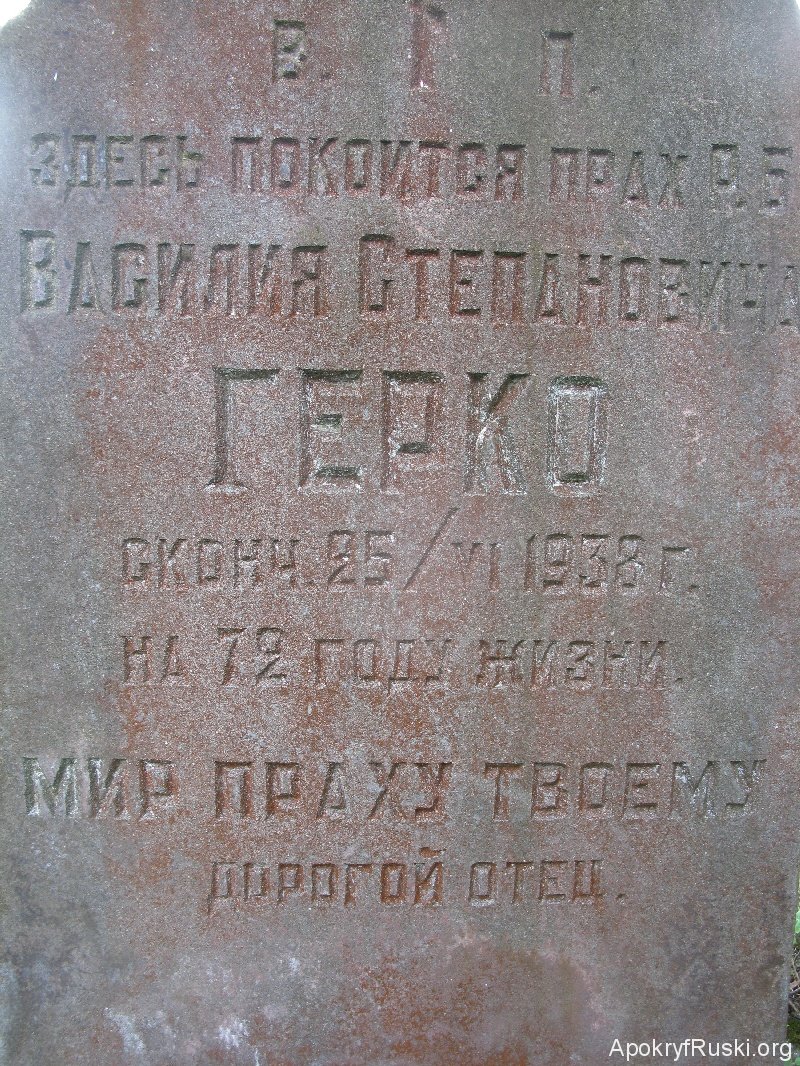 В. Г П.
ЗДЕСЬ ПОКОИТСЯ ПРАХ Р. Б
ВАСИЛИЯ СТЕПАНОВИЧА
ГЕРКО
СКОНЧ. 25/VI 1938 Г.
НА 72 ГОДУ ЖИЗНИ.
МИР ПРАХУ ТВОЕМУ
ДОРОГОЙ ОТЕЦ.
ApokryfRuski.org